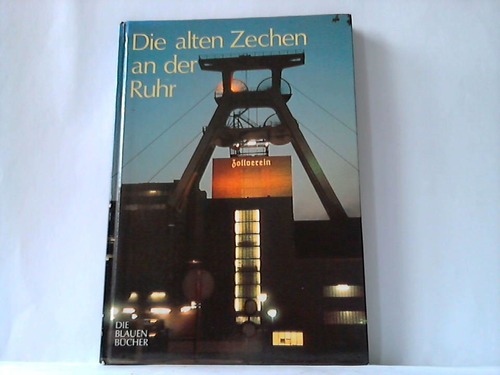 Die alten Zechen
an der
Ruhr
Zollverein
DIE
BLAUEN
BÜCHER